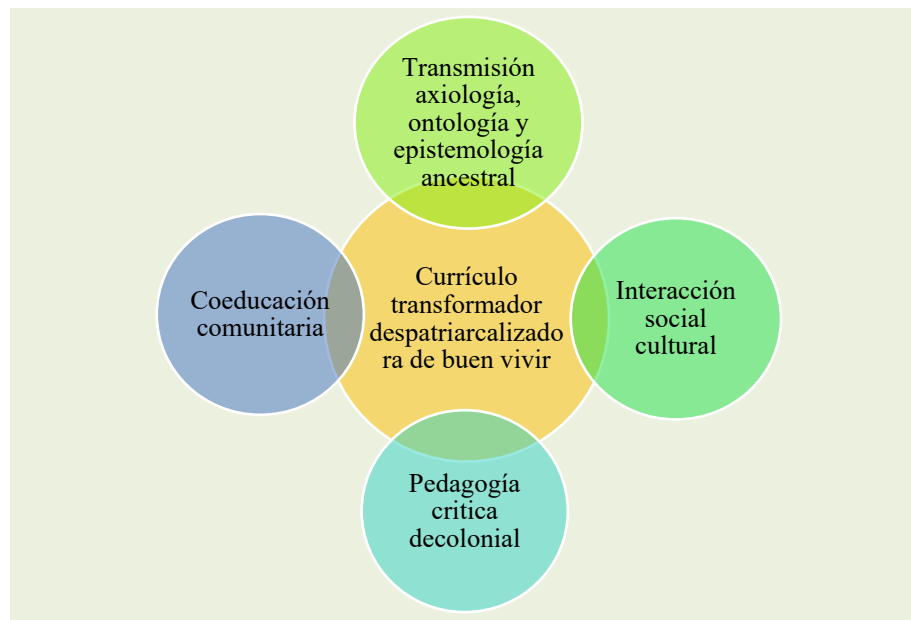 Transmisión
axiología,
ontología y
epistemología
ancestral
Coeducación
comunitaria
Currículo
transformador
despatriarcalizado
ra de buen vivir
Interacción
social
cultural
Pedagogía
critica
decolonial